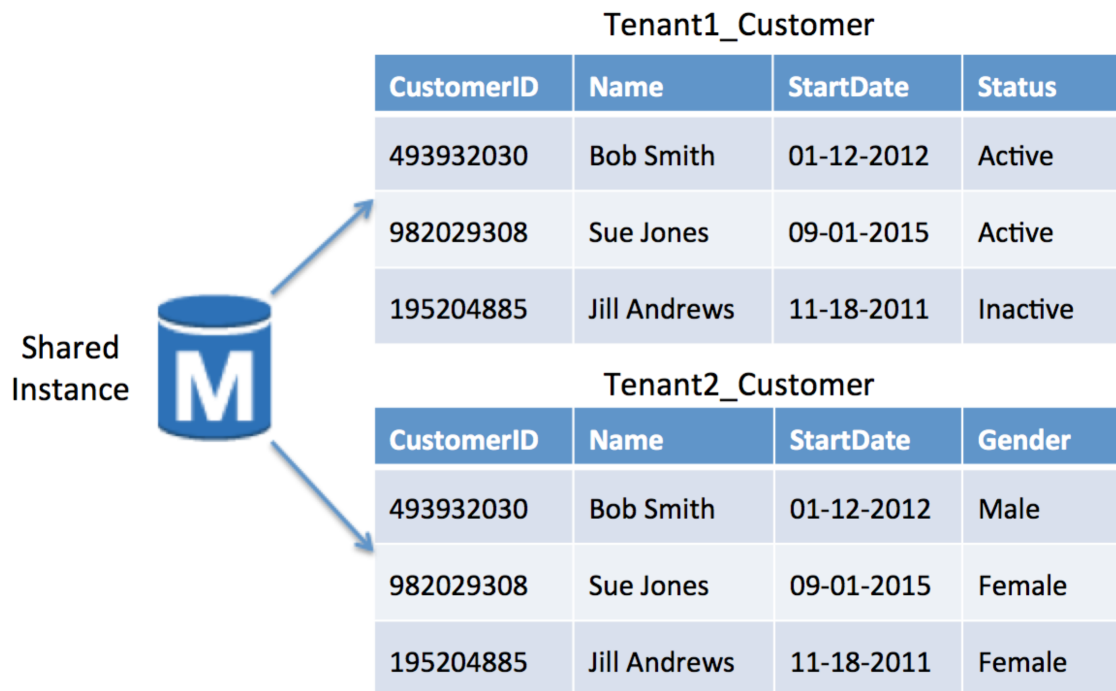 Tenant1_Customer
CustomerID Name StartDate Status
493932030 Bob Smith 01-12-2012 Active
982029308 Sue Jones 09-01-2015 Active
195204885 Jill Andrews 11-18-2011 Inactive
Shared
Instance
M
Tenant2_Customer
CustomerID Name StartDate Gender
493932030 Bob Smith 01-12-2012 Male
982029308 Sue Jones 09-01-2015 Female
195204885 Jill Andrews 11-18-2011 Female